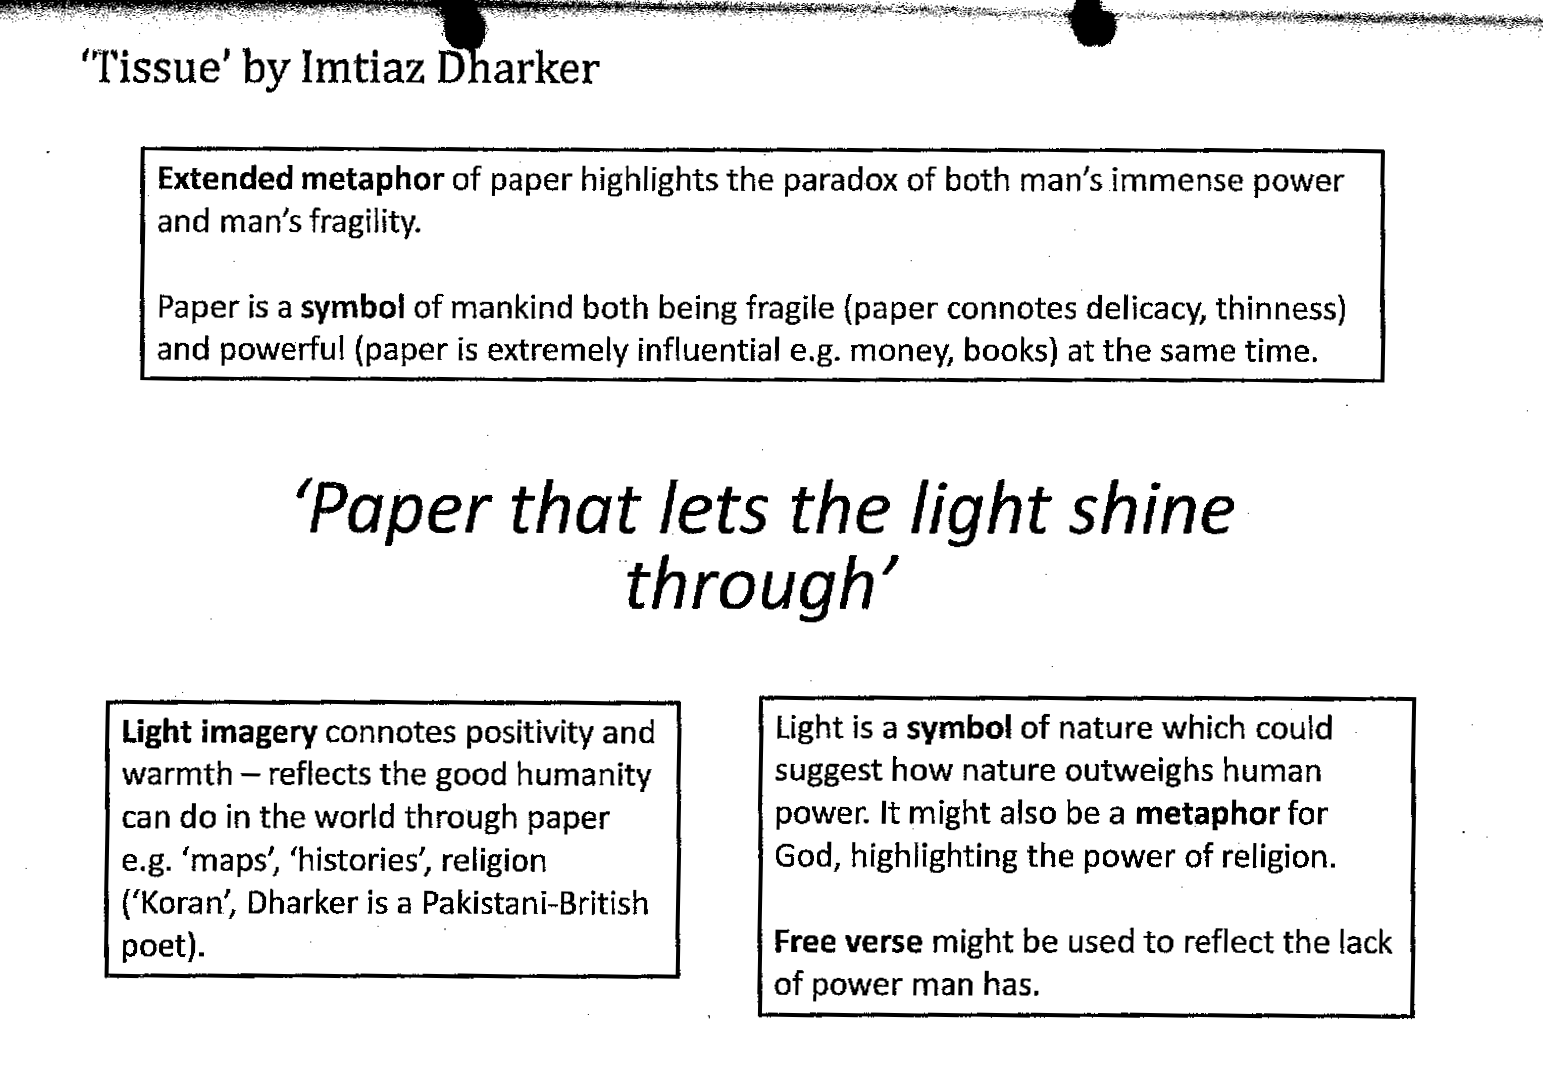 ‘Tissue’ by Imtiaz Dharker
Extended metaphor of paper highlights the paradox of both man’s immense power
and man’s fragility.
Paper is a symbol of mankind both being fragile (paper connotes delicacy, thinness)
and powerful (paper is extremely influential e.g. money, books) at the same time.
‘Paper that lets the light shine
through’
Light imagery connotes positivity and
warmth – reflects the good humanity
can do in the world through paper
e.g. ‘maps’, ‘histories’, religion
(‘Koran’, Dharker is a Pakistani-British
poet).
Light is a symbol of nature which could
suggest how nature outweighs human
power. It might also be a metaphor for
God, highlighting the power of religion.
Free verse might be used to reflect the lack
of power man has.